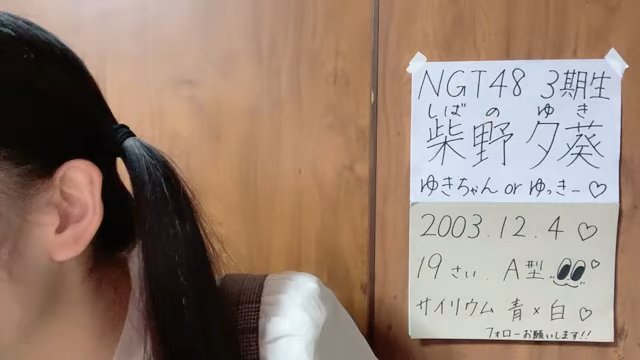 NGT48 3期生
しばの ゆき
柴野夕葵
ゆきちゃん or ゆっきー♡
2003.12.4♡
19さい. A型
サイリウム 青×白♡
フォローお願いします!!